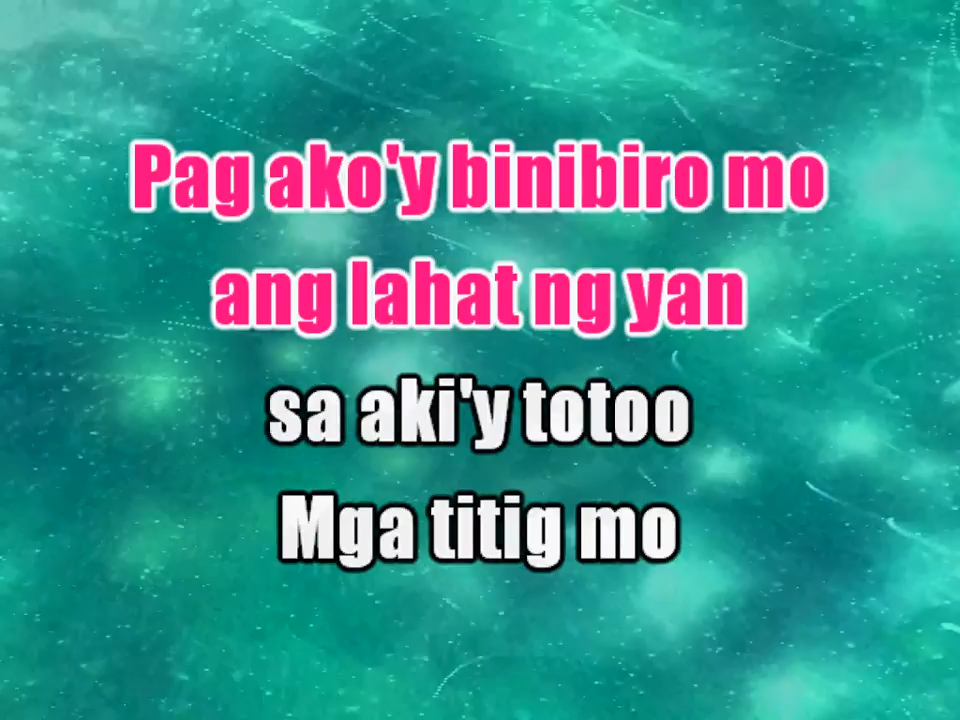 Pag ako'y binibiro mo
ang lahat ng yan
sa aki'y totoo
Mga titig mo